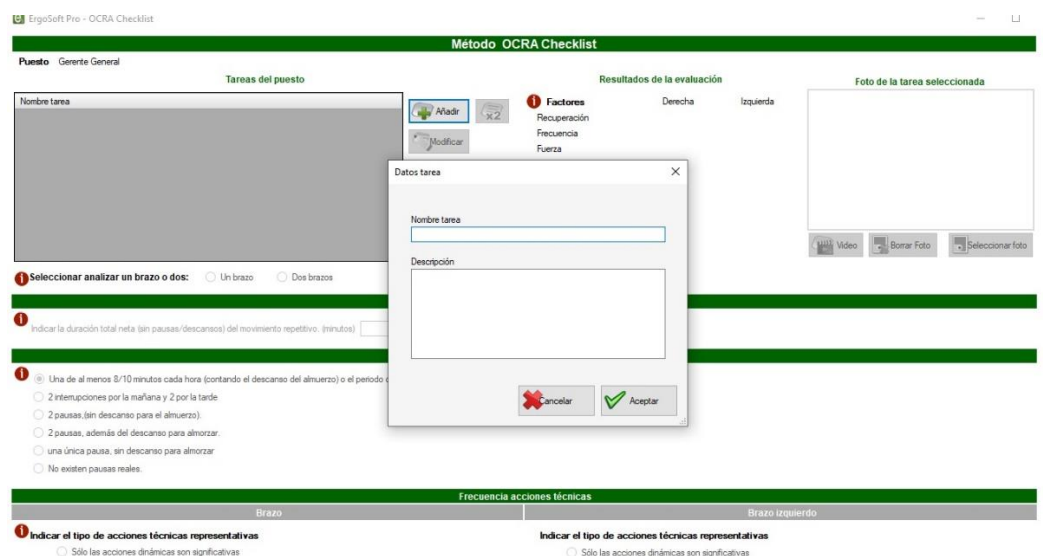 ErgoSoft Pro - OCRA Checklist
Método OCRA Checklist
Puesto Gerente General
Tareas del puesto
Resultados de la evaluación
Foto de la tarea seleccionada
Nombre tarea
Añadir
x2
Modificar
Factores Derecha Izquierda
Recuperación
Frecuencia
Fuerza
Datos tarea
Nombre tarea
Descripción
Cancelar
Aceptar
Video
Borrar Foto
Seleccionar foto
Seleccionar analizar un brazo o dos: Un brazo Dos brazos
Indicar la duración total neta (sin pausas/descansos) del movimiento repetitivo. (minutos)
Una de al menos 8/10 minutos cada hora (contando el descanso del almuerzo) o el periodo
2 interrupciones por la mañana y 2 por la tarde
2 pausas,(sin descanso para el almuerzo).
2 pausas, además del descanso para almorzar.
una única pausa, sin descanso para almorzar
No existen pausas reales.
Frecuencia acciones técnicas
Brazo
Brazo izquierdo
Indicar el tipo de acciones técnicas representativas
Indicar el tipo de acciones técnicas representativas
Sólo las acciones dinámicas son significativas
Sólo las acciones dinámicas son significativas